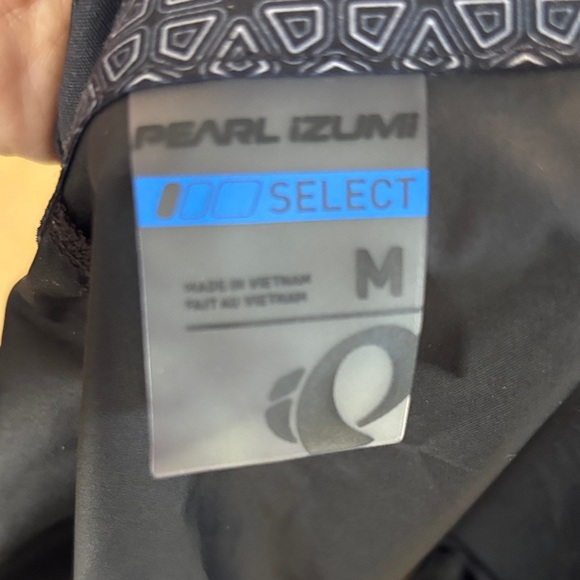 PEARL iZUMi
SELECT
M
MADE IN VIETNAM
FAIT AU VIETNAM